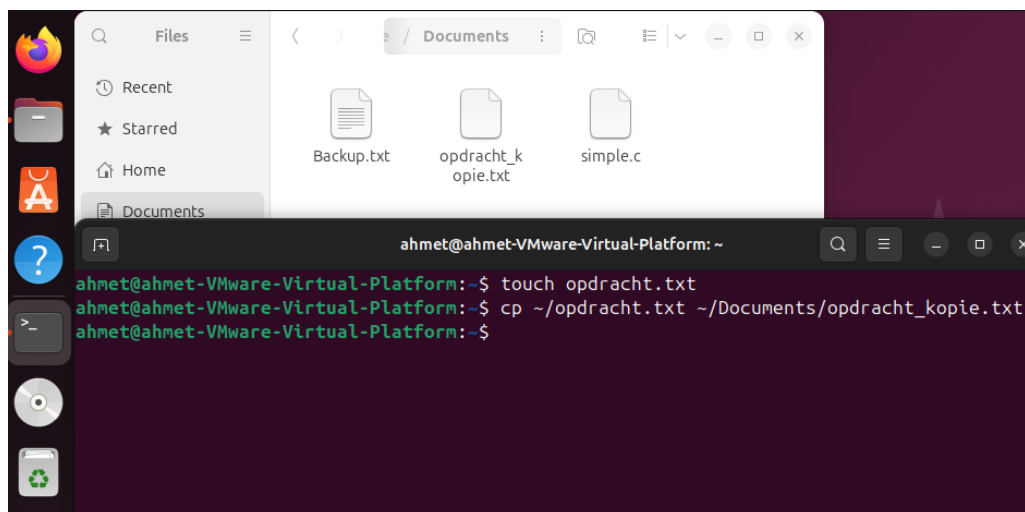 Files
/ Documents
Recent
Starred
Home
Documents
Backup.txt
opdracht_k
opie.txt
simple.c
ahmet@ahmet-VMware-Virtual-Platform: ~
ahmet@ahmet-VMware-Virtual-Platform:~$ touch opdracht.txt
ahmet@ahmet-VMware-Virtual-Platform:~$ cp ~/opdracht.txt ~/Documents/opdracht_kopie.txt
ahmet@ahmet-VMware-Virtual-Platform:~$